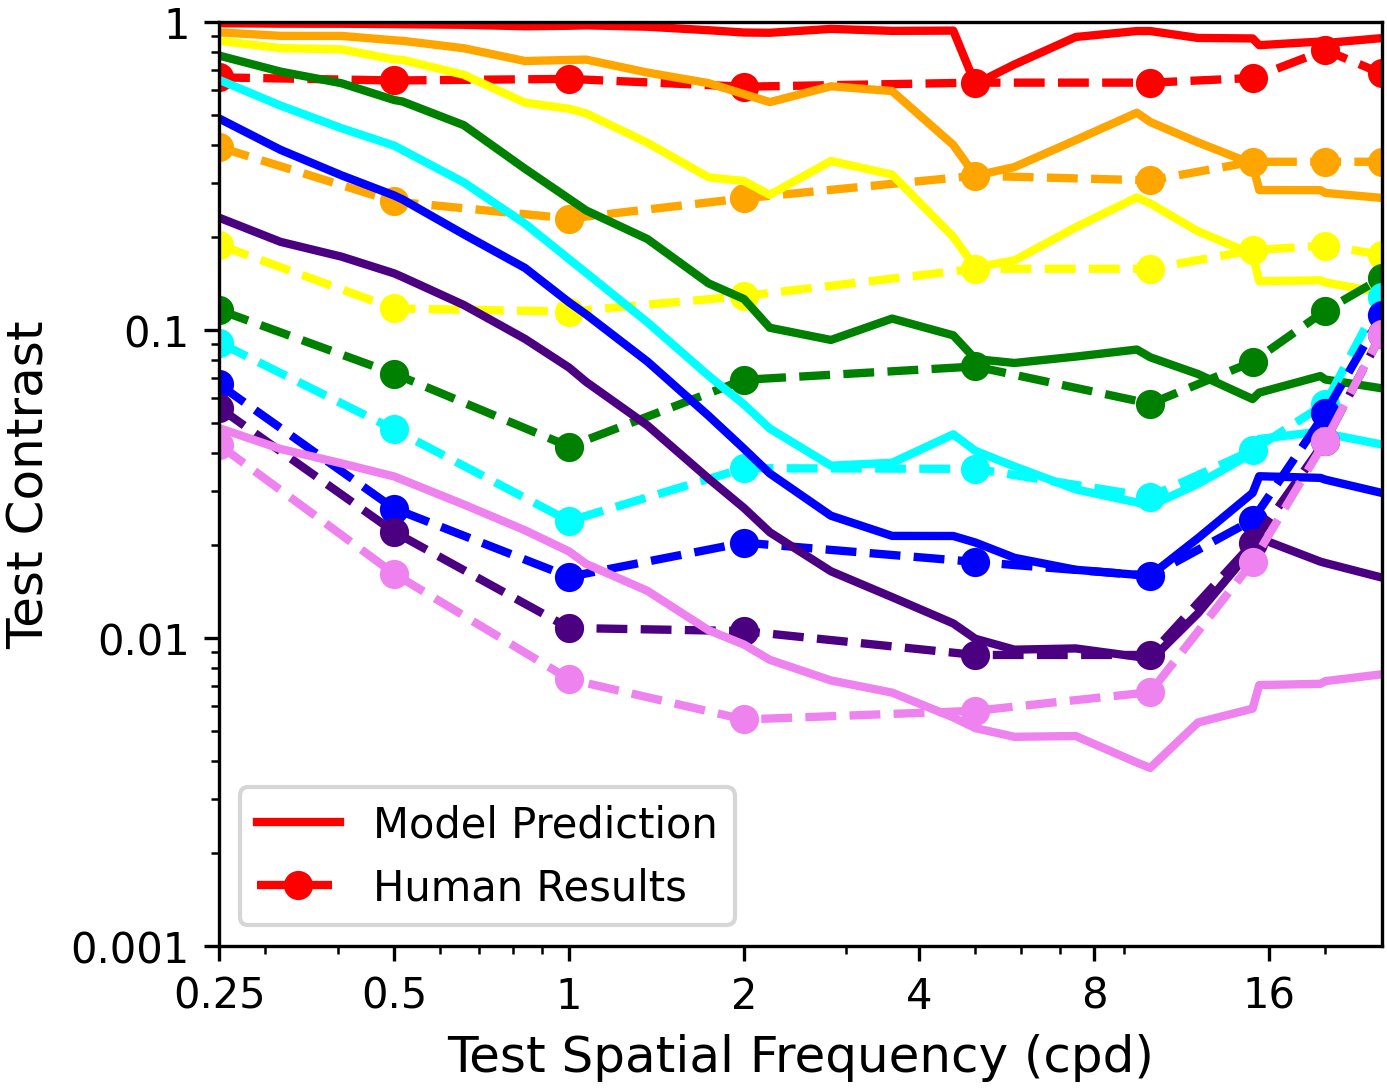 1
0.1
0.01
0.001
Test Contrast
Model Prediction
Human Results
0.25 0.5 1 2 4 8 16
Test Spatial Frequency (cpd)